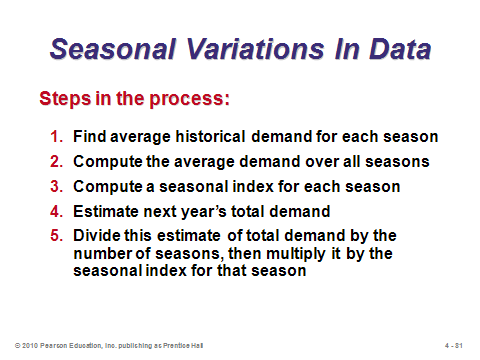 Seasonal Variations In Data
Steps in the process:
1. Find average historical demand for each season
2. Compute the average demand over all seasons
3. Compute a seasonal index for each season
4. Estimate next year’s total demand
5. Divide this estimate of total demand by the
number of seasons, then multiply it by the
seasonal index for that season
© 2010 Pearson Education, Inc. publishing as Prentice Hall
4 - 81